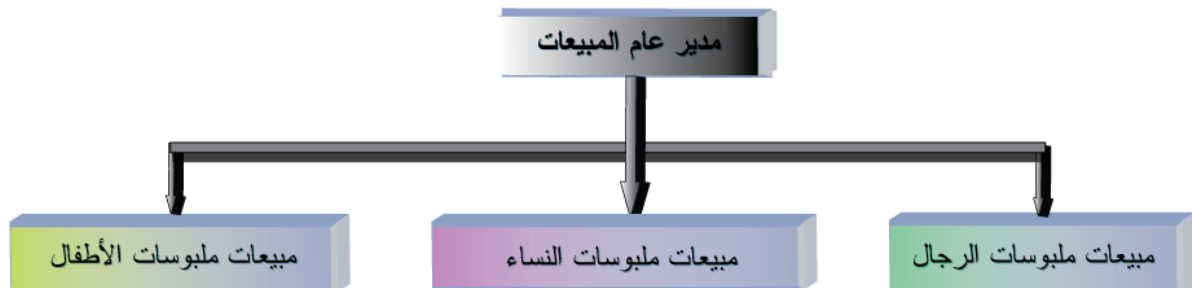 مدير عام المبيعات
مبيعات ملبوسات الرجال
مبيعات ملبوسات النساء
مبيعات ملبوسات الأطفال